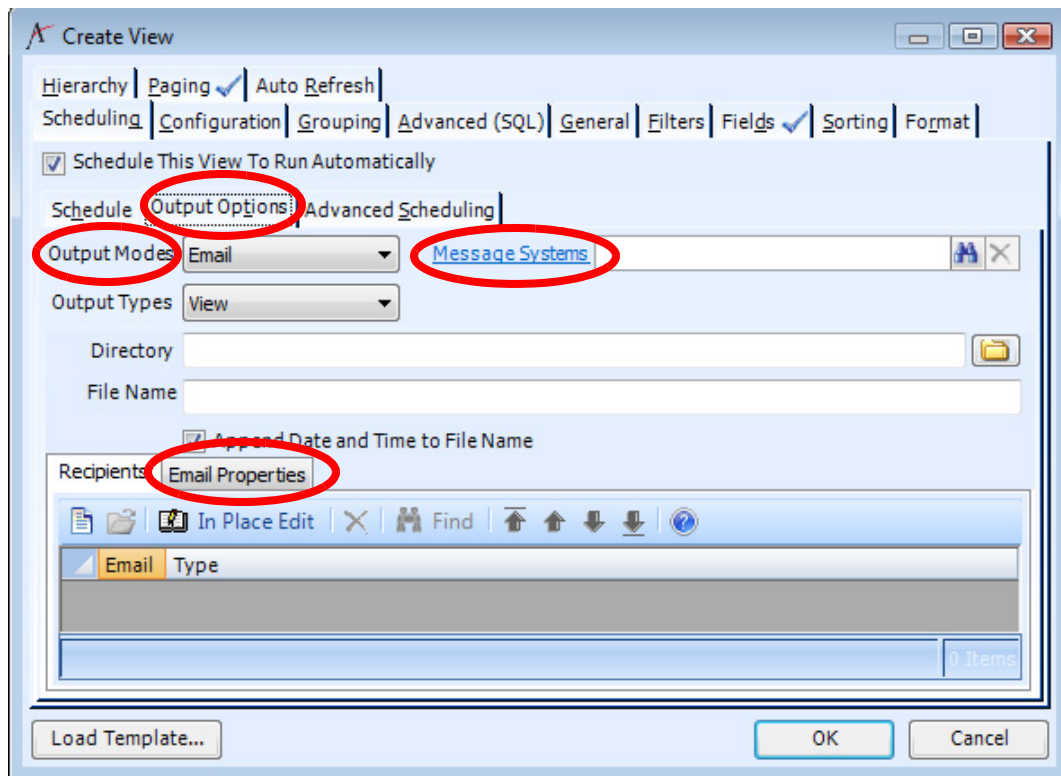 Create View
Hierarchy Paging Auto Refresh
Scheduling Configuration Grouping Advanced (SQL) General Filters Fields Sorting Format
Schedule This View To Run Automatically
Schedule Output Options Advanced Scheduling
Output Modes Email Message Systems
Output Types View
Directory
File Name
Append Date and Time to File Name
Recipients Email Properties
In Place Edit Find
Email Type
0 Items
Load Template... OK Cancel